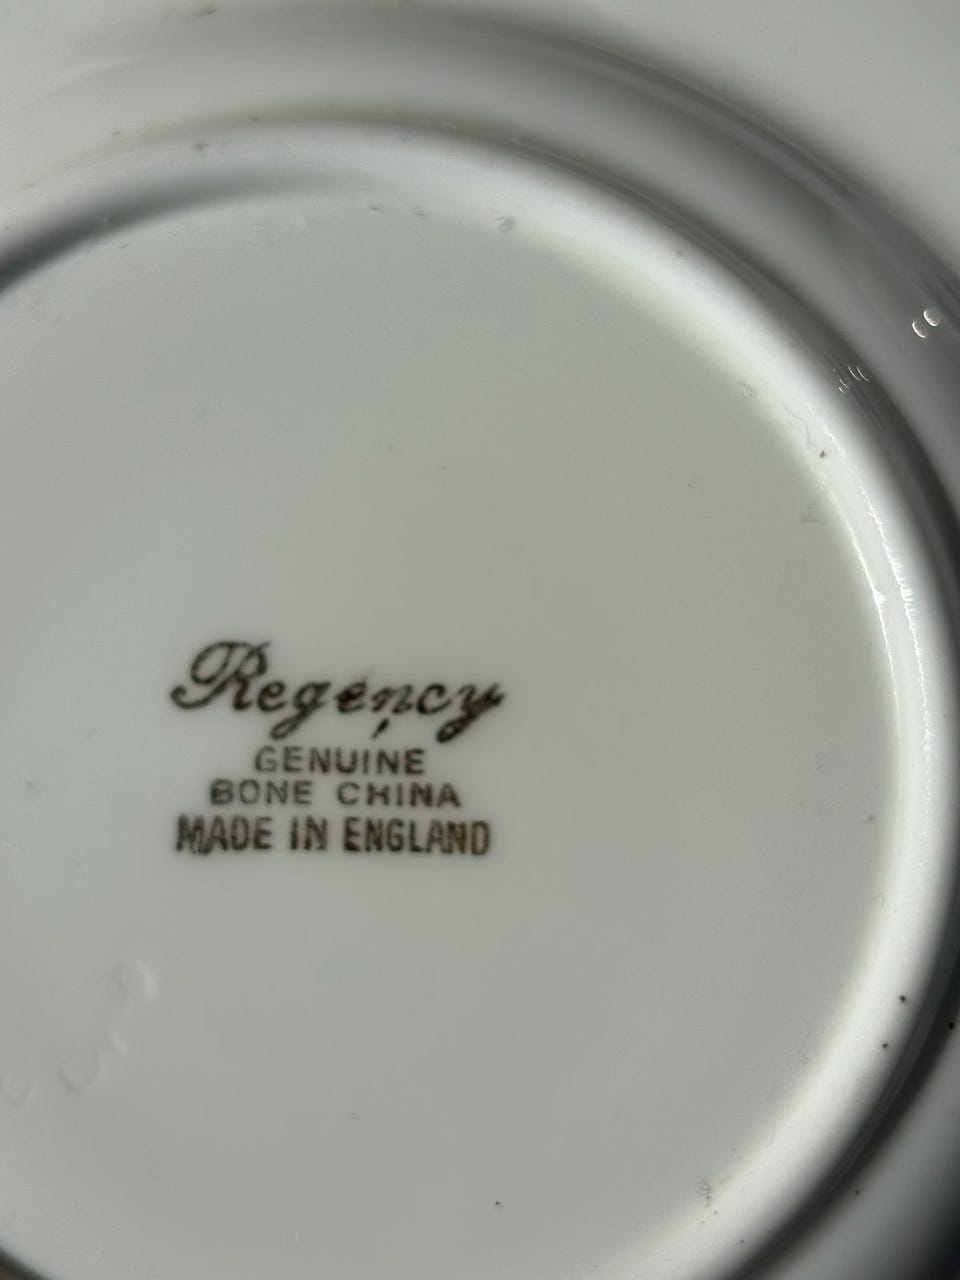 Regency
GENUINE
BONE CHINA
MADE IN ENGLAND